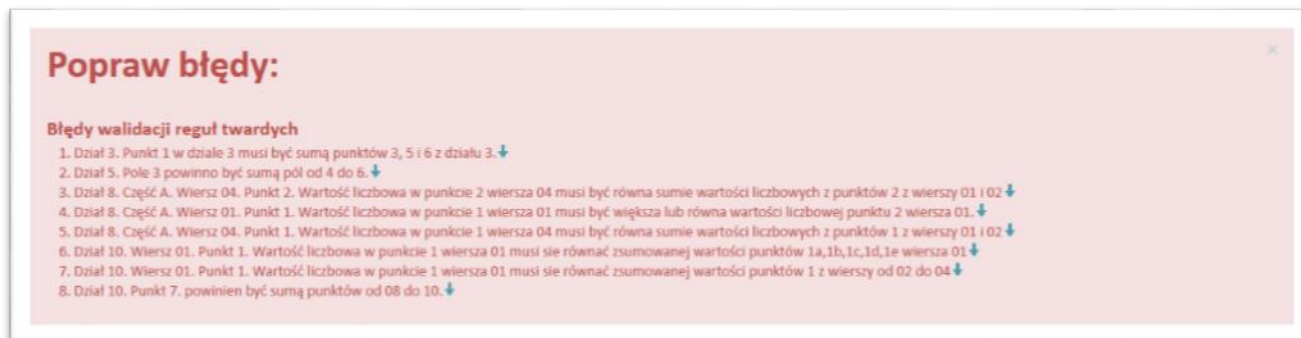 Popraw błędy:
Błędy walidacji reguł twardych
1. Dział 3. Punkt 1 w dziale 3 musi być sumą punktów 3, 5 i 6 z działu 3.
2. Dział 5. Pole 3 powinno być sumą pól od 4 do 6.
3. Dział 8. Część A. Wiersz 04. Punkt 2. Wartość liczbowa w punkcie 2 wiersza 04 musi być równa sumie wartości liczbowych z punktów 2 z wierszy 01 i 02
4. Dział 8. Część A. Wiersz 01. Punkt 1. Wartość liczbowa w punkcie 1 wiersza 01 musi być większa lub równa wartości liczbowej punktu 2 wiersza 01.
5. Dział 8. Część A. Wiersz 04. Punkt 1. Wartość liczbowa w punkcie 1 wiersza 04 musi być równa sumie wartości liczbowych z punktów 1 z wierszy 01 i 02
6. Dział 10. Wiersz 01. Punkt 1. Wartość liczbowa w punkcie 1 wiersza 01 musi sie równać zsumowanej wartości punktów 1a,1b,1c,1d,1e wiersza 01
7. Dział 10. Wiersz 01. Punkt 1. Wartość liczbowa w punkcie 1 wiersza 01 musi sie równać zsumowanej wartości punktów 1 z wierszy od 02 do 04
8. Dział 10. Punkt 7. powinien być sumą punktów od 08 do 10.